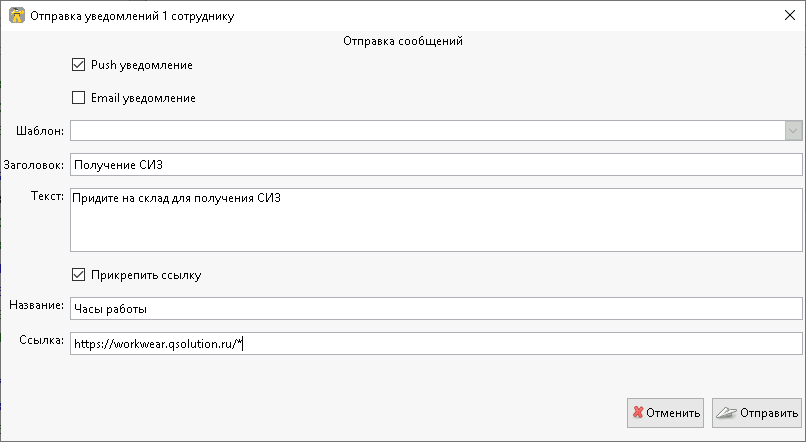 Отправка уведомлений 1 сотруднику
Отправка сообщений
Push уведомление
Email уведомление
Шаблон:
Заголовок: Получение СИЗ
Текст: Придите на склад для получения СИЗ
Прикрепить ссылку
Название: Часы работы
Ссылка: https://workwear.qsolution.ru/*
Отменить Отправить